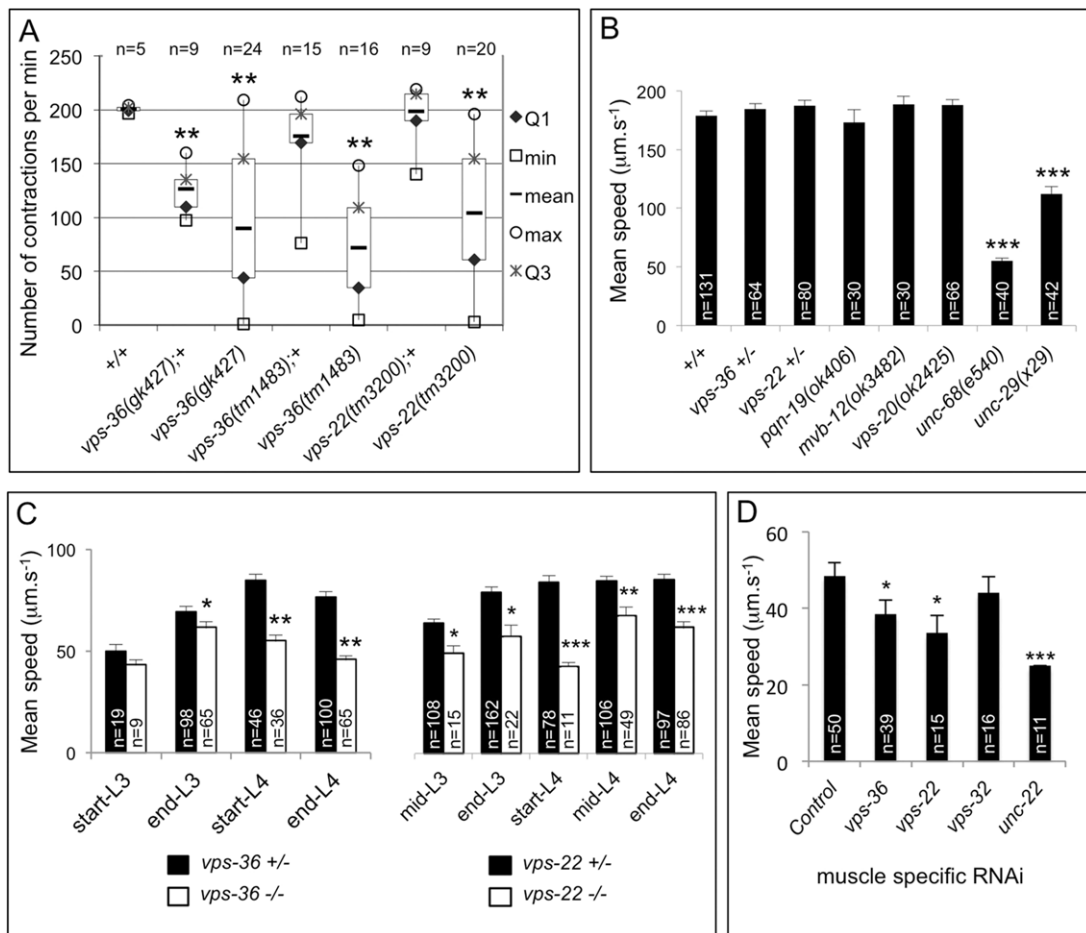 A
n=5 n=9 n=24 n=15 n=16 n=9 n=20
Number of contractions per min
250
200
150
100
50
0
** ** ** **
Q1
min
mean
max
Q3
+/+
vps-36(gk427);+
vps-36(gk427)
vps-36(tm1483);+
vps-36(tm1483)
vps-22(tm3200);+
vps-22(tm3200)
B
Mean speed (μm.s-1)
200
150
100
50
0
*** ***
n=131 n=64 n=80 n=30 n=30 n=66 n=40 n=42
+/+
vps-36 +/-
vps-22 +/-
pqn-19(ok406)
mvb-12(ok3482)
vps-20(ok2425)
unc-68(e540)
unc-29(x29)
C
Mean speed (μm.s-1)
100
50
0
* ** **
n=19 n=9 n=98 n=65 n=46 n=36 n=100 n=65
start-L3
end-L3
start-L4
end-L4
vps-36 +/-
vps-36 -/-
* * *** ** ***
n=108 n=15 n=162 n=22 n=78 n=11 n=106 n=49 n=97 n=86
mid-L3
end-L3
start-L4
mid-L4
end-L4
vps-22 +/-
vps-22 -/-
D
Mean speed (μm.s-1)
60
40
20
0
* * ***
n=50 n=39 n=15 n=16 n=11
Control
vps-36
vps-22
vps-32
unc-22
muscle specific RNAi